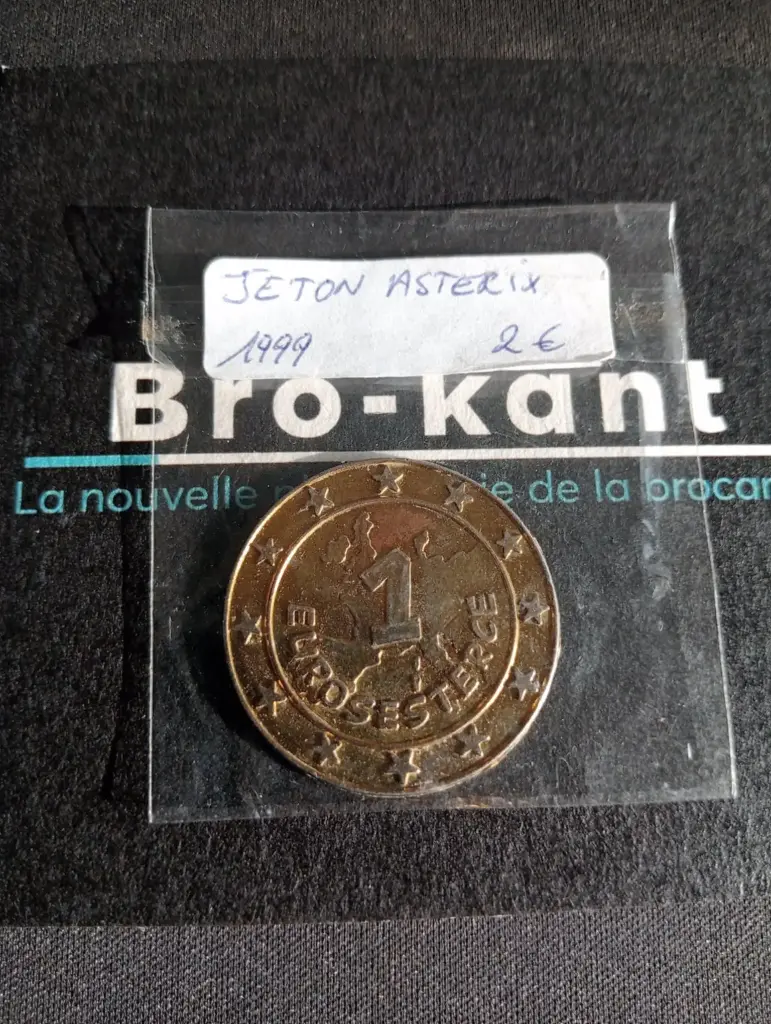 JETON ASTERIX
1999 2 €
Bro-kant
La nouvelle ie de la brocan
1
EUROSESTERCE